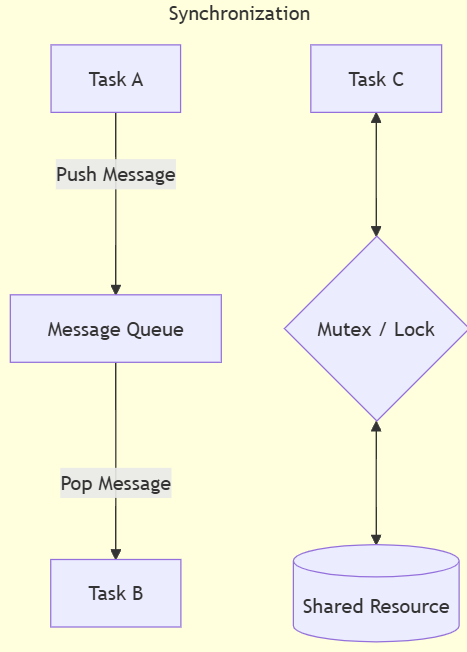 Synchronization
Task A
Task C
Push Message
Message Queue
Mutex / Lock
Pop Message
Task B
Shared Resource